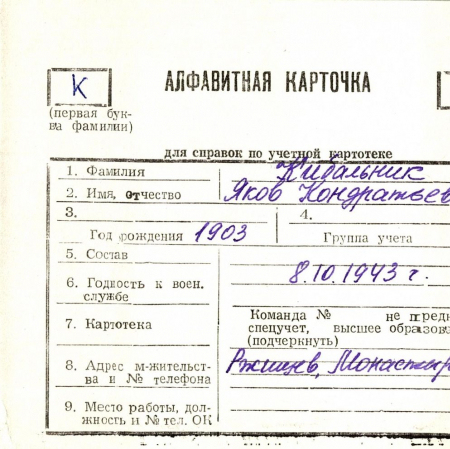 К
АЛФАВИТНАЯ КАРТОЧКА
(первая бук-
ва фамилии)
для справок по учетной картотеке
1. Фамилия Кибальник
2. Имя, отчество Яков Кондратьев
3.
Год рождения 1903
4.
Группа учета
5. Состав
8.10.1943 г.
6. Годность к воен.
службе
7. Картотека
Команда № не предн
спецучет, высшее образов
(подчеркнуть)
8. Адрес м-жительст-
ва и № телефона
Ржищев, Монастыр
9. Место работы, дол-
жность и № тел. ОК